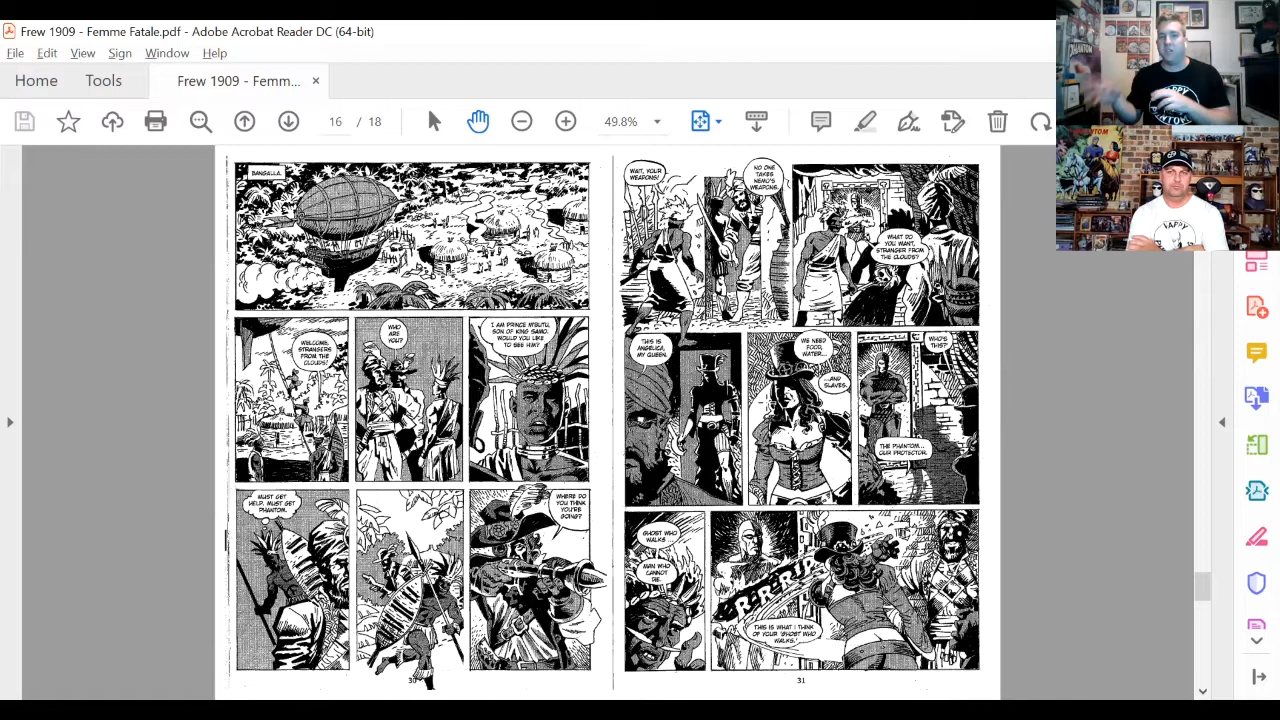 Frew 1909 - Femme Fatale.pdf - Adobe Acrobat Reader DC (64-bit)
File Edit View Sign Window Help
Home Tools Frew 1909 - Femm... ×
16 / 18 49.8%
BANGALLA.
WELCOME,
STRANGERS
FROM THE
CLOUDS!
WHO
ARE
YOU?
I AM PRINCE M'BUTU,
SON OF KING SAMO.
WOULD YOU LIKE
TO SEE HIM?
MUST GET
HELP. MUST GET
PHANTOM.
WHERE DO
YOU THINK
YOU'RE
GOING?
30
WAIT, YOUR
WEAPONS!
NO ONE
TAKES
NEMO'S
WEAPONS.
WHAT DO
YOU WANT,
STRANGER FROM
THE CLOUDS?
THIS IS
ANGELICA,
MY QUEEN.
WE NEED
FOOD,
WATER...
...AND
SLAVES.
WHO'S
THIS?
THE PHANTOM...
OUR PROTECTOR.
GHOST WHO
WALKS ...
MAN WHO
CANNOT
DIE.
R-R-R-RIP
THIS IS WHAT I THINK
OF YOUR 'GHOST WHO
WALKS.'
31
PHANTOM